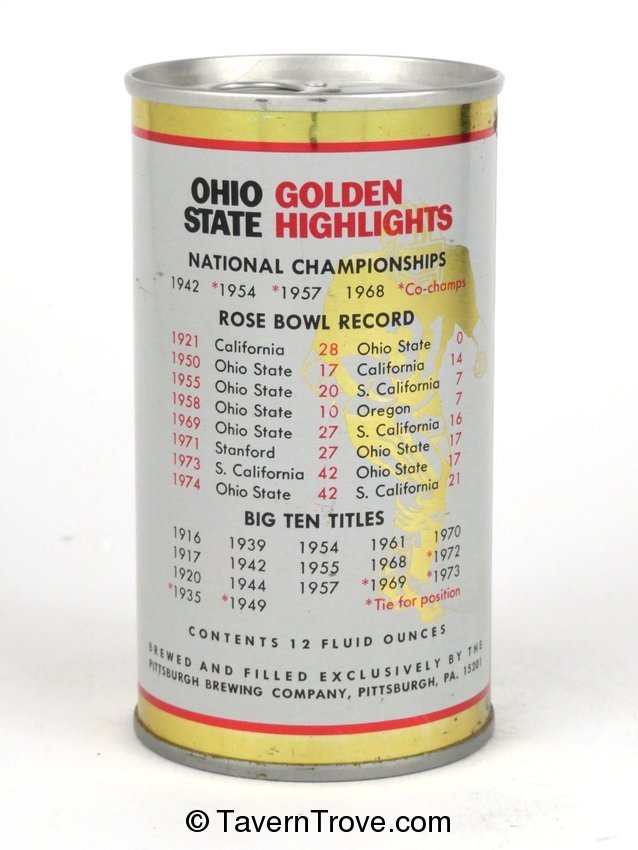 OHIO GOLDEN
STATE HIGHLIGHTS
NATIONAL CHAMPIONSHIPS
1942 *1954 *1957 1968 *Co-champs
ROSE BOWL RECORD
1921 California 28 Ohio State 0
1950 Ohio State 17 California 14
1955 Ohio State 20 S. California 7
1958 Ohio State 10 Oregon 7
1969 Ohio State 27 S. California 16
1971 Stanford 27 Ohio State 17
1973 S. California 42 Ohio State 17
1974 Ohio State 42 S. California 21
BIG TEN TITLES
1916 1939 1954 1961 1970
1917 1942 1955 1968 *1972
1920 1944 1957 *1969 *1973
*1935 *1949 *Tie for position
CONTENTS 12 FLUID OUNCES
BREWED AND FILLED EXCLUSIVELY BY THE
PITTSBURGH BREWING COMPANY, PITTSBURGH, PA. 15201
© TavernTrove.com